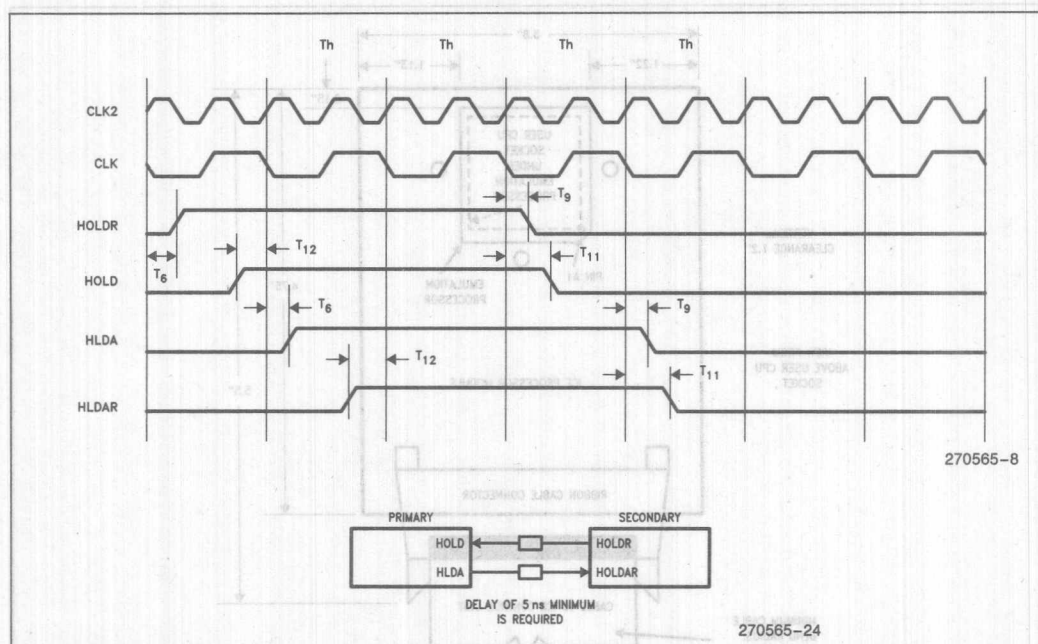 Th Th Th Th
CLK2
CLK
T9
HOLDR
T12 T11
T6
HOLD
T6 T9
HLDA
T12 T11
HLDAR
270565–8
PRIMARY SECONDARY
HOLD HOLDR
HLDA HOLDAR
DELAY OF 5 ns MINIMUM
IS REQUIRED
270565–24